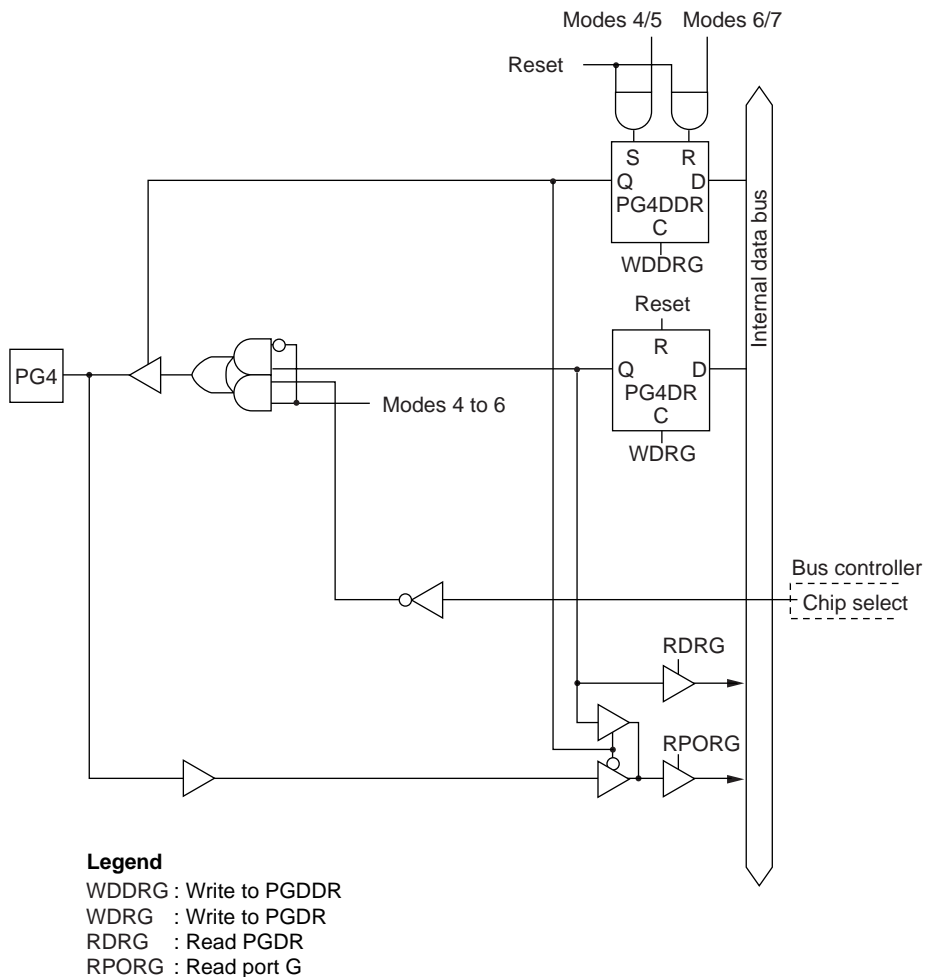 Modes 4/5 Modes 6/7
Reset
S R
Q D
PG4DDR
C
WDDRG
Internal data bus
Reset
R
Q D
PG4DR
C
WDRG
PG4
Modes 4 to 6
Bus controller
Chip select
RDRG
RPORG
Legend
WDDRG : Write to PGDDR
WDRG : Write to PGDR
RDRG : Read PGDR
RPORG : Read port G